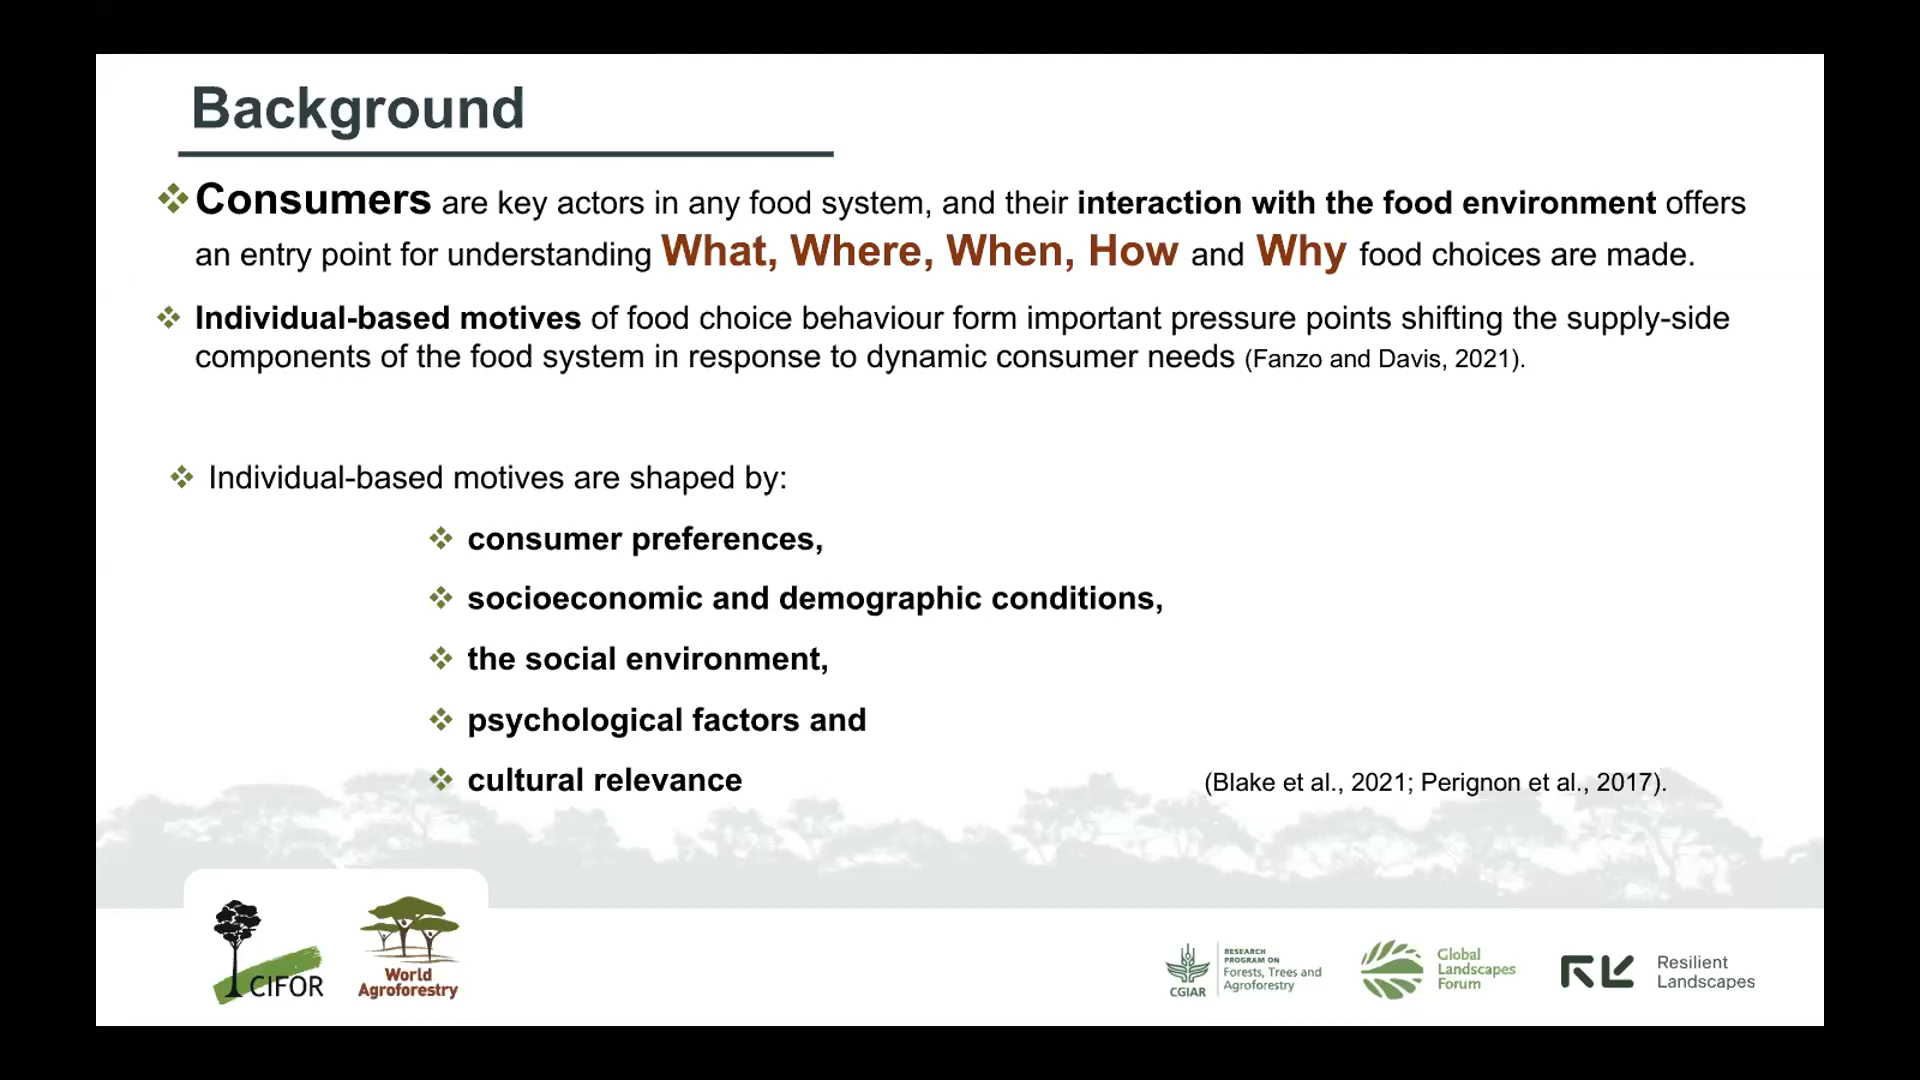 Background
Consumers are key actors in any food system, and their interaction with the food environment offers
an entry point for understanding What, Where, When, How and Why food choices are made.
Individual-based motives of food choice behaviour form important pressure points shifting the supply-side
components of the food system in response to dynamic consumer needs (Fanzo and Davis, 2021).
Individual-based motives are shaped by:
consumer preferences,
socioeconomic and demographic conditions,
the social environment,
psychological factors and
cultural relevance
(Blake et al., 2021; Perignon et al., 2017).
CIFOR
World
Agroforestry
CGIAR
RESEARCH
PROGRAM ON
Forests, Trees and
Agroforestry
Global
Landscapes
Forum
Resilient
Landscapes